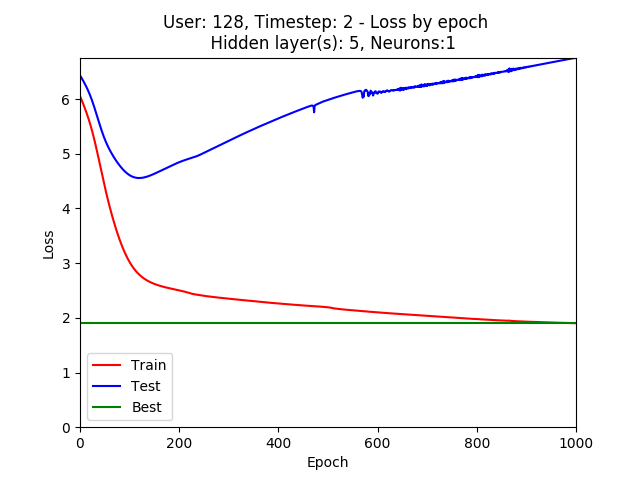 User: 128, Timestep: 2 - Loss by epoch
Hidden layer(s): 5, Neurons:1
Loss
6
5
4
3
2
1
0
Train
Test
Best
0 200 400 600 800 1000
Epoch